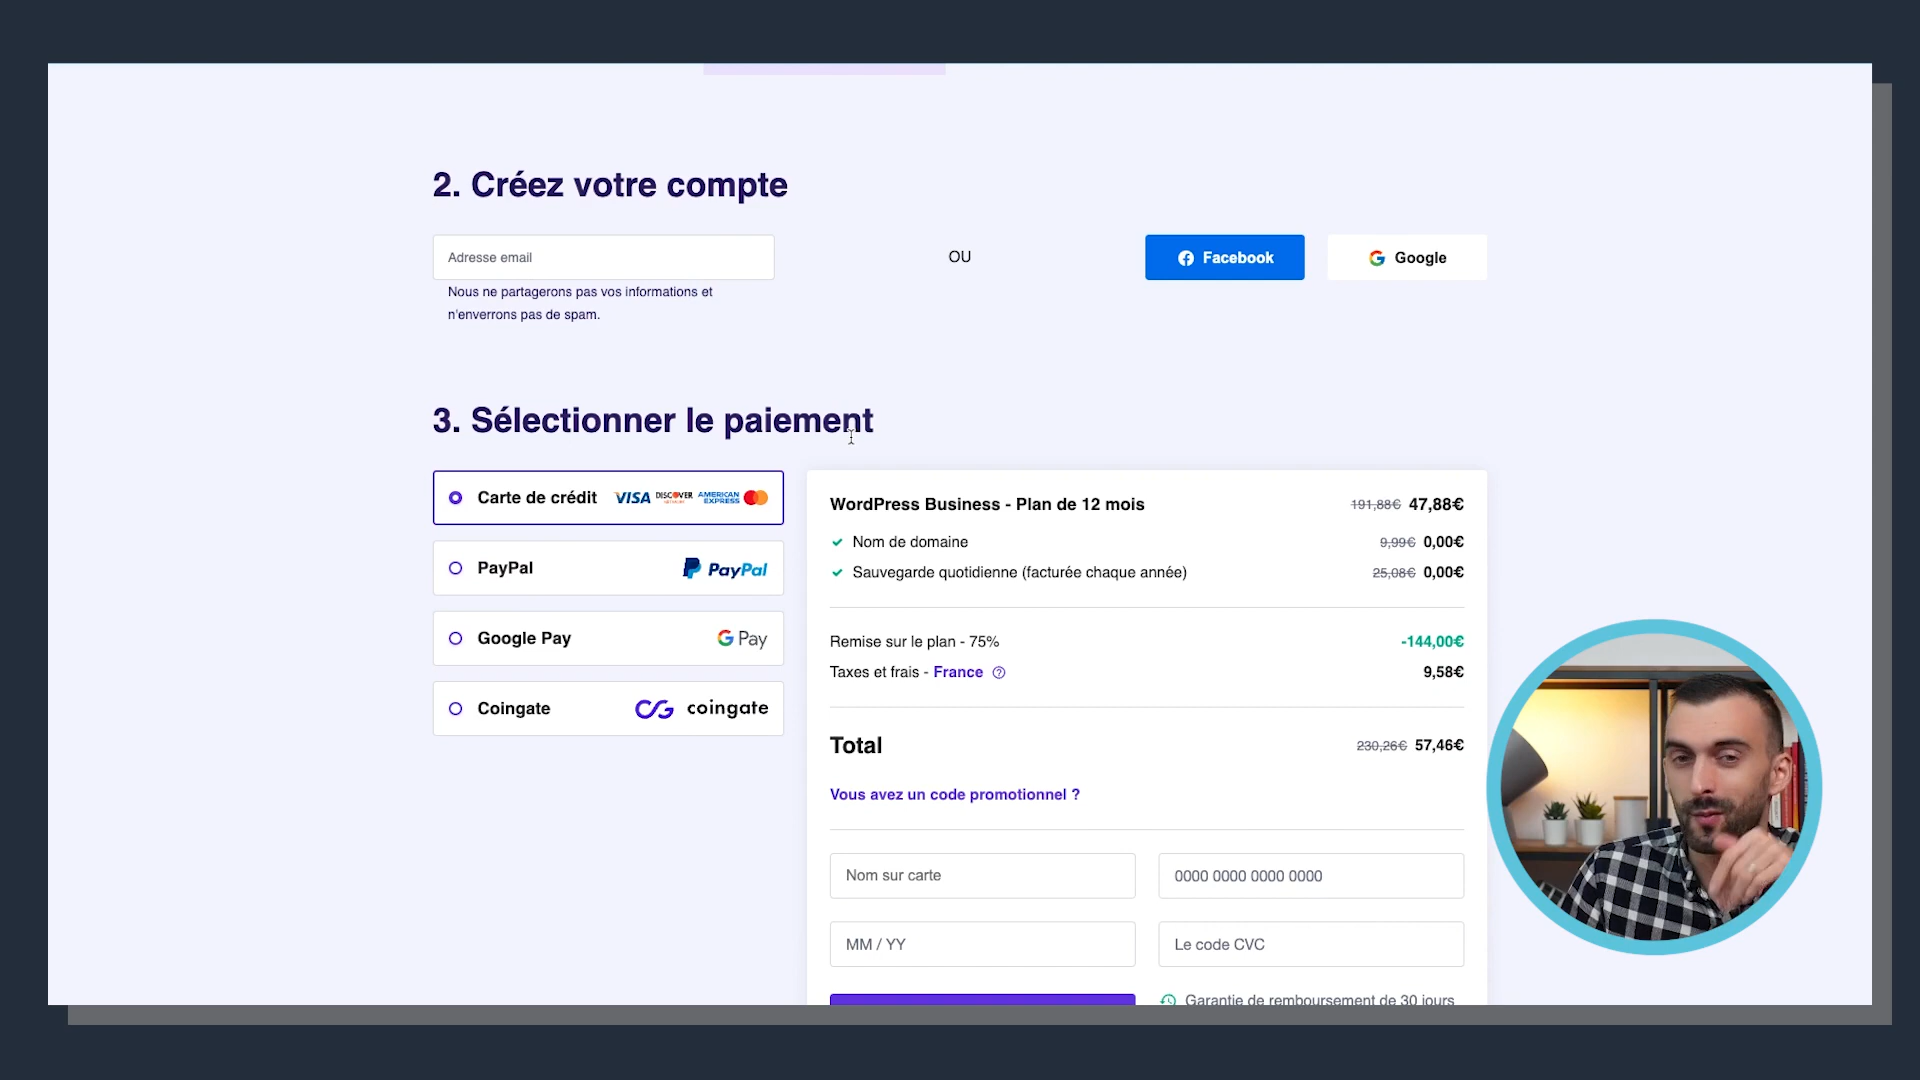 2. Créez votre compte
Adresse email
OU
Facebook
Google
Nous ne partagerons pas vos informations et
n'enverrons pas de spam.
3. Sélectionner le paiement
Carte de crédit VISA DISCOVER AMERICAN EXPRESS
PayPal PayPal
Google Pay G Pay
Coingate coingate
WordPress Business - Plan de 12 mois 191,88€ 47,88€
Nom de domaine 9,99€ 0,00€
Sauvegarde quotidienne (facturée chaque année) 25,08€ 0,00€
Remise sur le plan - 75% -144,00€
Taxes et frais - France 9,58€
Total 230,26€ 57,46€
Vous avez un code promotionnel ?
Nom sur carte
0000 0000 0000 0000
MM / YY
Le code CVC
Garantie de remboursement de 30 jours